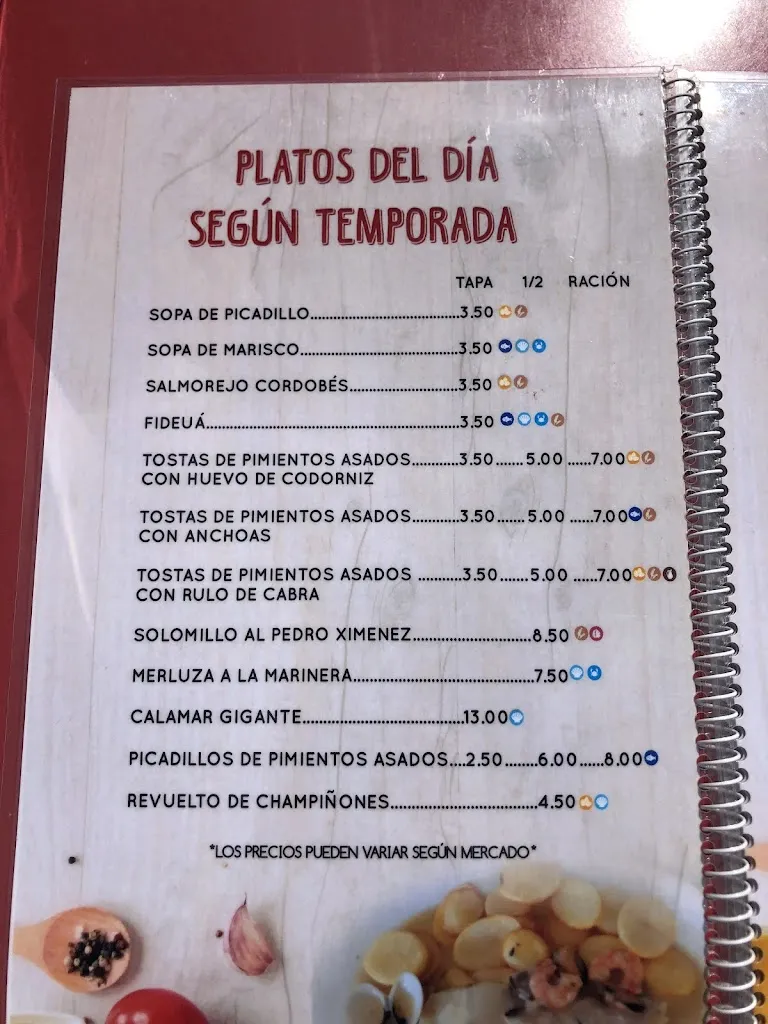 PLATOS DEL DÍA
SEGÚN TEMPORADA
TAPA 1/2 RACIÓN
SOPA DE PICADILLO.................................3.50
SOPA DE MARISCO...................................3.50
SALMOREJO CORDOBÉS........................3.50
FIDEUÁ........................................................3.50
TOSTAS DE PIMIENTOS ASADOS............3.50.......5.00......7.00
CON HUEVO DE CODORNIZ
TOSTAS DE PIMIENTOS ASADOS............3.50.......5.00......7.00
CON ANCHOAS
TOSTAS DE PIMIENTOS ASADOS ...........3.50.......5.00......7.00
CON RULO DE CABRA
SOLOMILLO AL PEDRO XIMENEZ...........................8.50
MERLUZA A LA MARINERA.........................................7.50
CALAMAR GIGANTE....................................13.00
PICADILLOS DE PIMIENTOS ASADOS....2.50........6.00......8.00
REVUELTO DE CHAMPIÑONES.................................4.50
*LOS PRECIOS PUEDEN VARIAR SEGÚN MERCADO*